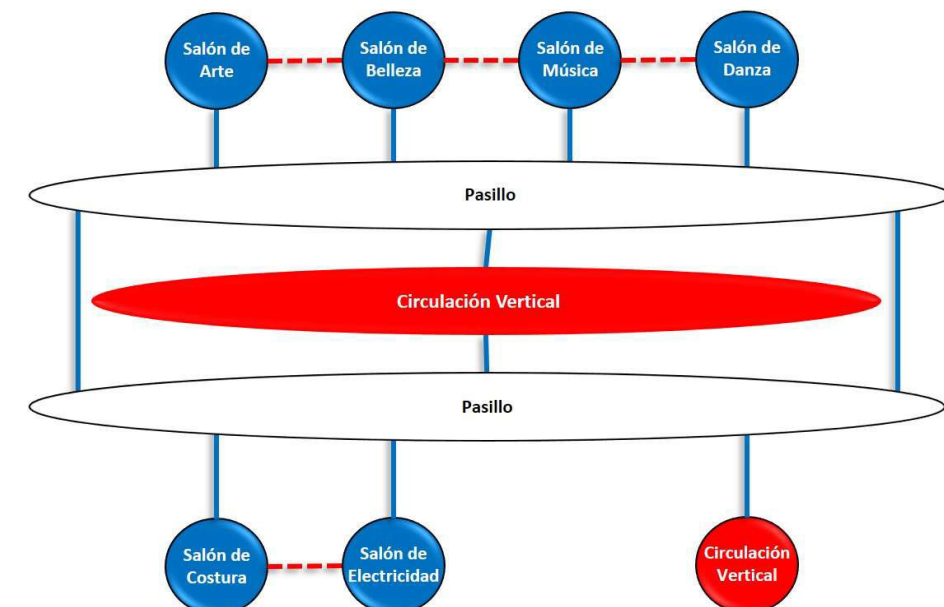 Salón de
Arte
Salón de
Belleza
Salón de
Música
Salón de
Danza
Pasillo
Circulación Vertical
Pasillo
Salón de
Costura
Salón de
Electricidad
Circulación
Vertical